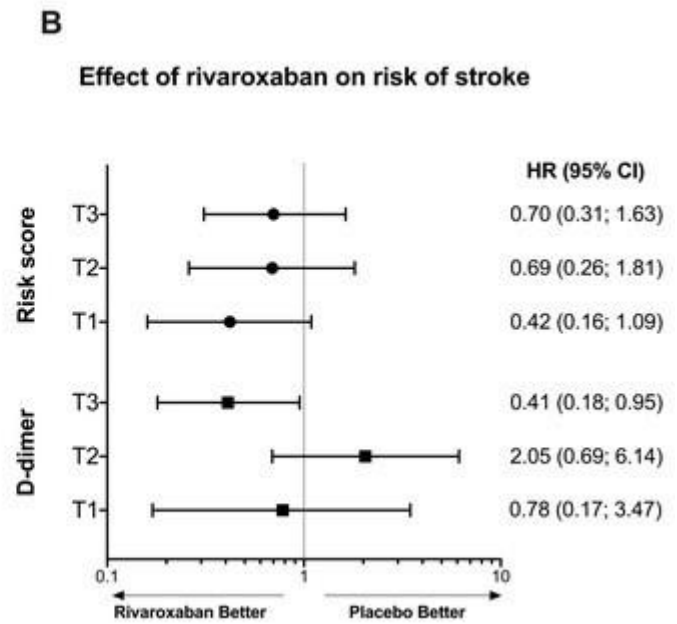 B
Effect of rivaroxaban on risk of stroke
HR (95% CI)
Risk score
T3 0.70 (0.31; 1.63)
T2 0.69 (0.26; 1.81)
T1 0.42 (0.16; 1.09)
D-dimer
T3 0.41 (0.18; 0.95)
T2 2.05 (0.69; 6.14)
T1 0.78 (0.17; 3.47)
0.1 1 10
Rivaroxaban Better Placebo Better